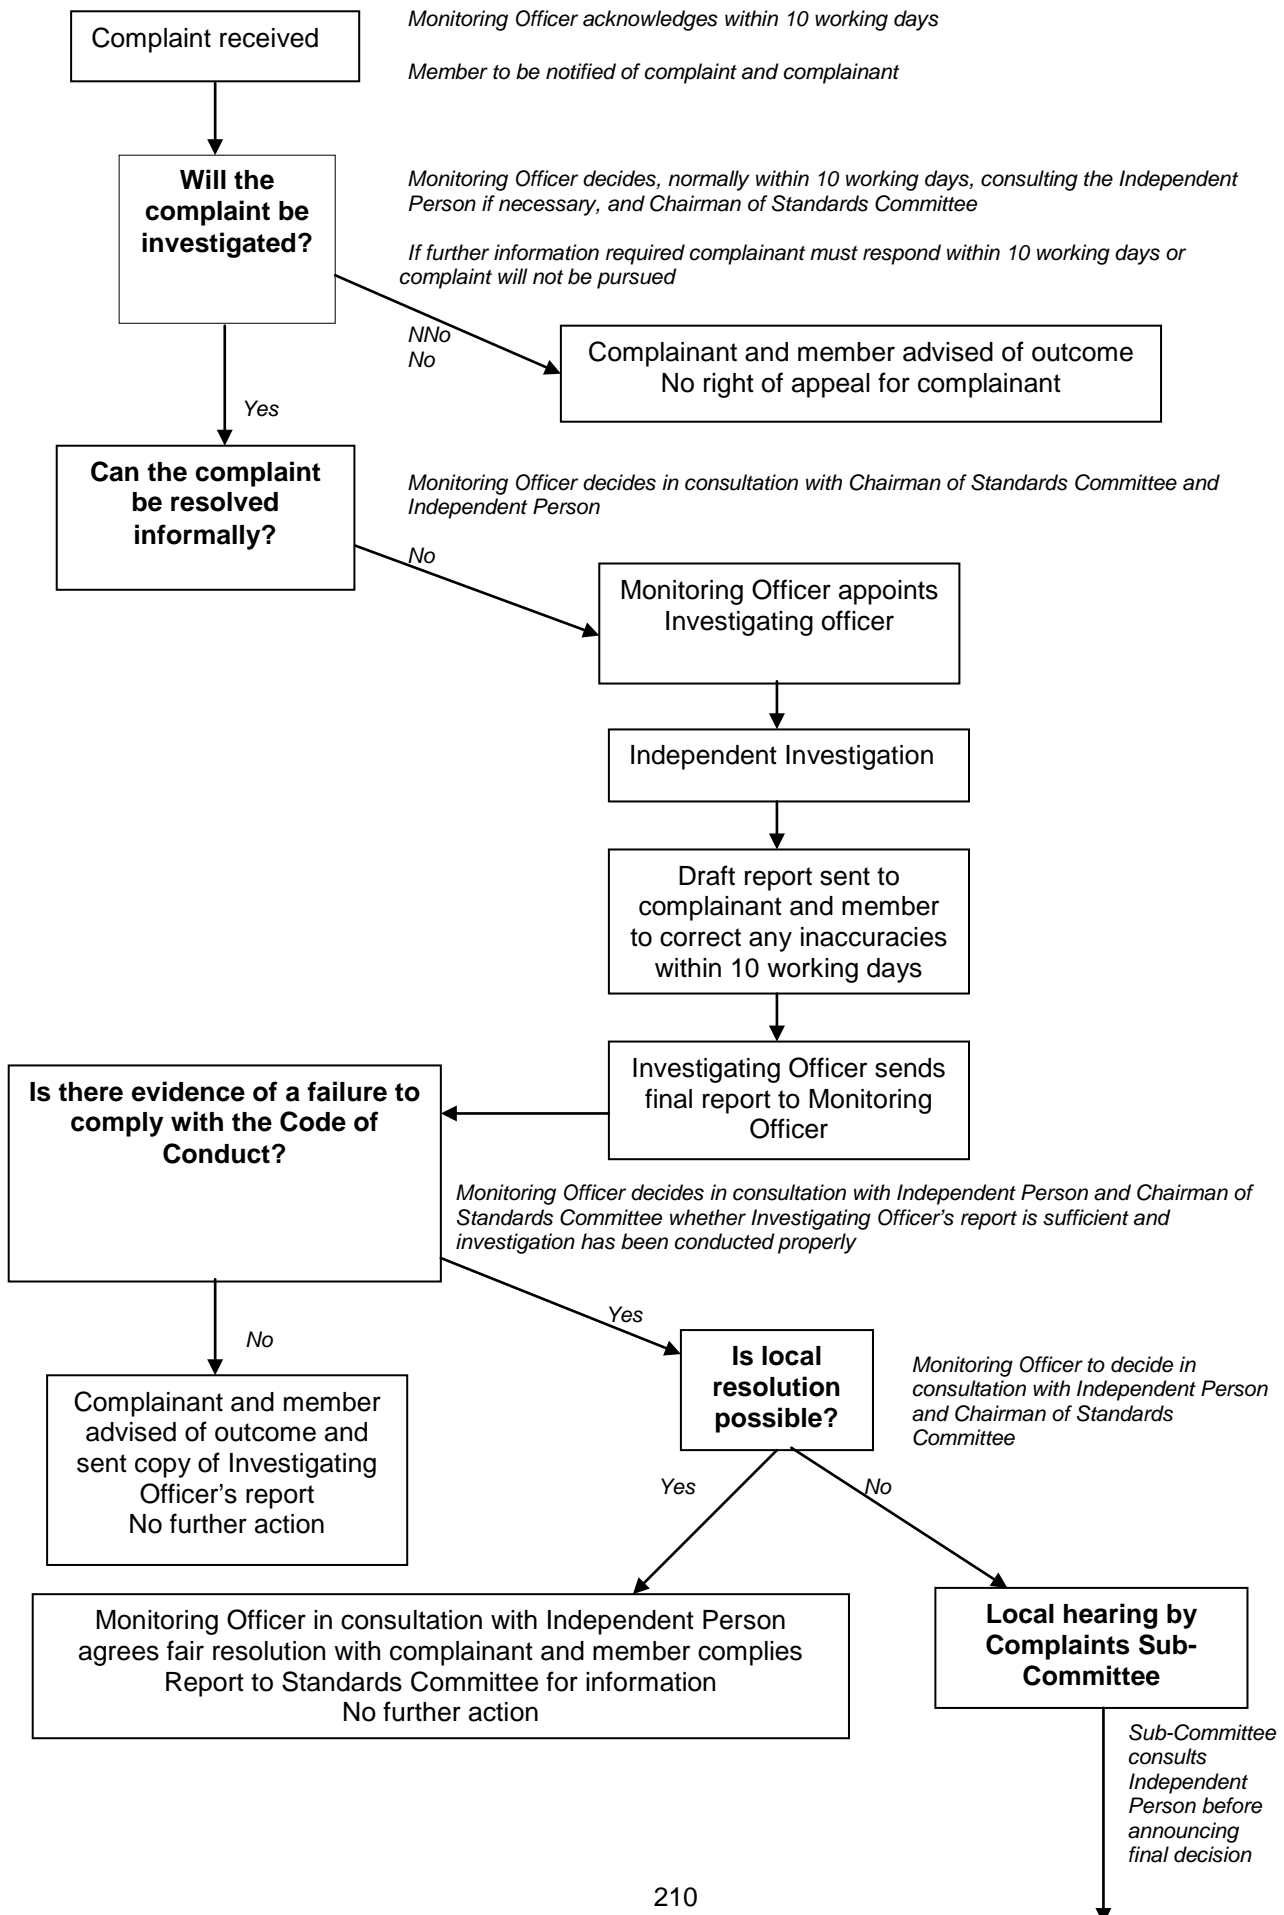 Complaint received
Monitoring Officer acknowledges within 10 working days
Member to be notified of complaint and complainant
Will the
complaint be
investigated?
Monitoring Officer decides, normally within 10 working days, consulting the Independent
Person if necessary, and Chairman of Standards Committee
If further information required complainant must respond within 10 working days or
complaint will not be pursued
NNo
No
Complainant and member advised of outcome
No right of appeal for complainant
Yes
Can the complaint
be resolved
informally?
Monitoring Officer decides in consultation with Chairman of Standards Committee and
Independent Person
No
Monitoring Officer appoints
Investigating officer
Independent Investigation
Draft report sent to
complainant and member
to correct any inaccuracies
within 10 working days
Investigating Officer sends
final report to Monitoring
Officer
Is there evidence of a failure to
comply with the Code of
Conduct?
Monitoring Officer decides in consultation with Independent Person and Chairman of
Standards Committee whether Investigating Officer's report is sufficient and
investigation has been conducted properly
Yes
No
Complainant and member
advised of outcome and
sent copy of Investigating
Officer's report
No further action
Is local
resolution
possible?
Monitoring Officer to decide in
consultation with Independent Person
and Chairman of Standards
Committee
Yes
No
Monitoring Officer in consultation with Independent Person
agrees fair resolution with complainant and member complies
Report to Standards Committee for information
No further action
Local hearing by
Complaints Sub-
Committee
Sub-Committee
consults
Independent
Person before
announcing
final decision
210